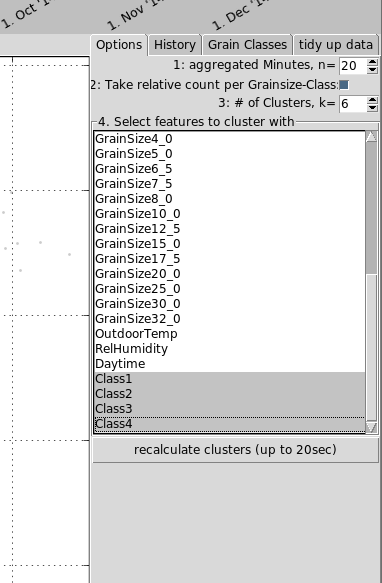 1. Oct '14
1. Nov '14
1. Dec '14
Options History Grain Classes tidy up data
1: aggregated Minutes, n= 20
2: Take relative count per Grainsize-Class:
3: # of Clusters, k= 6
4. Select features to cluster with
GrainSize4_0
GrainSize5_0
GrainSize6_5
GrainSize7_5
GrainSize8_0
GrainSize10_0
GrainSize12_5
GrainSize15_0
GrainSize17_5
GrainSize20_0
GrainSize25_0
GrainSize30_0
GrainSize32_0
OutdoorTemp
RelHumidity
Daytime
Class1
Class2
Class3
Class4
recalculate clusters (up to 20sec)